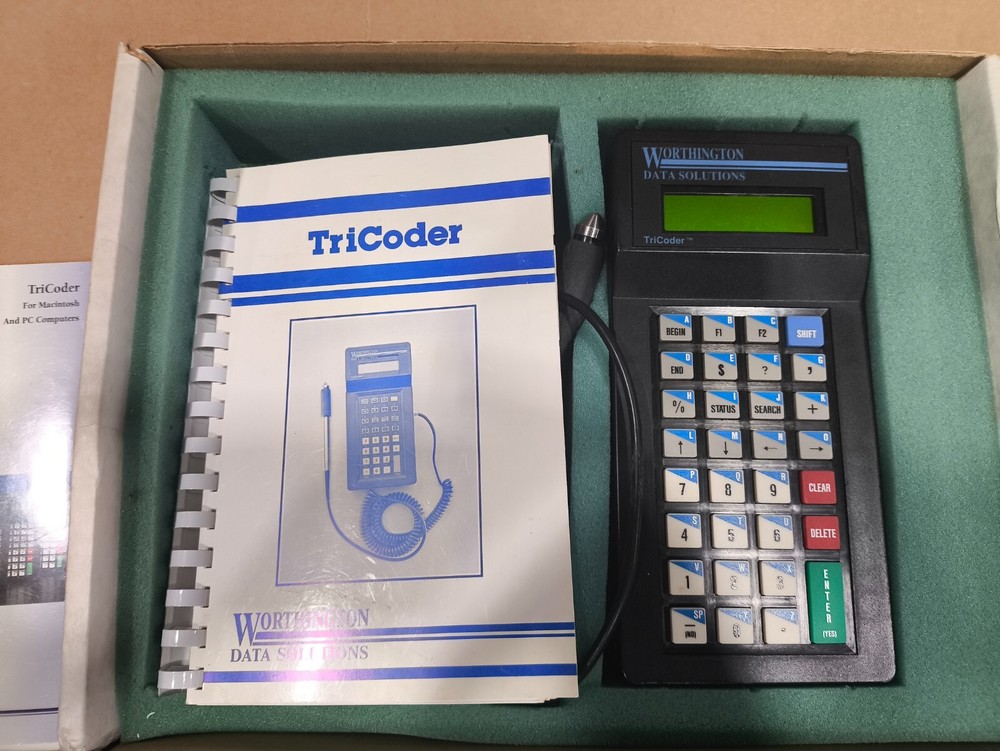 TriCoder
For Macintosh
And PC Computers
TriCoder
WORTHINGTON
DATA SOLUTIONS
WORTHINGTON
DATA SOLUTIONS
TriCoder™
A BEGIN B F1 C F2 SHIFT
D END E $ F ? G ,
H % I STATUS J SEARCH K +
L ↑ M ↓ N ← O →
P 7 Q 8 R 9 CLEAR
S 4 T 5 U 6 DELETE
V 1 W X ENTER (YES)
SP – (NO) Y Z